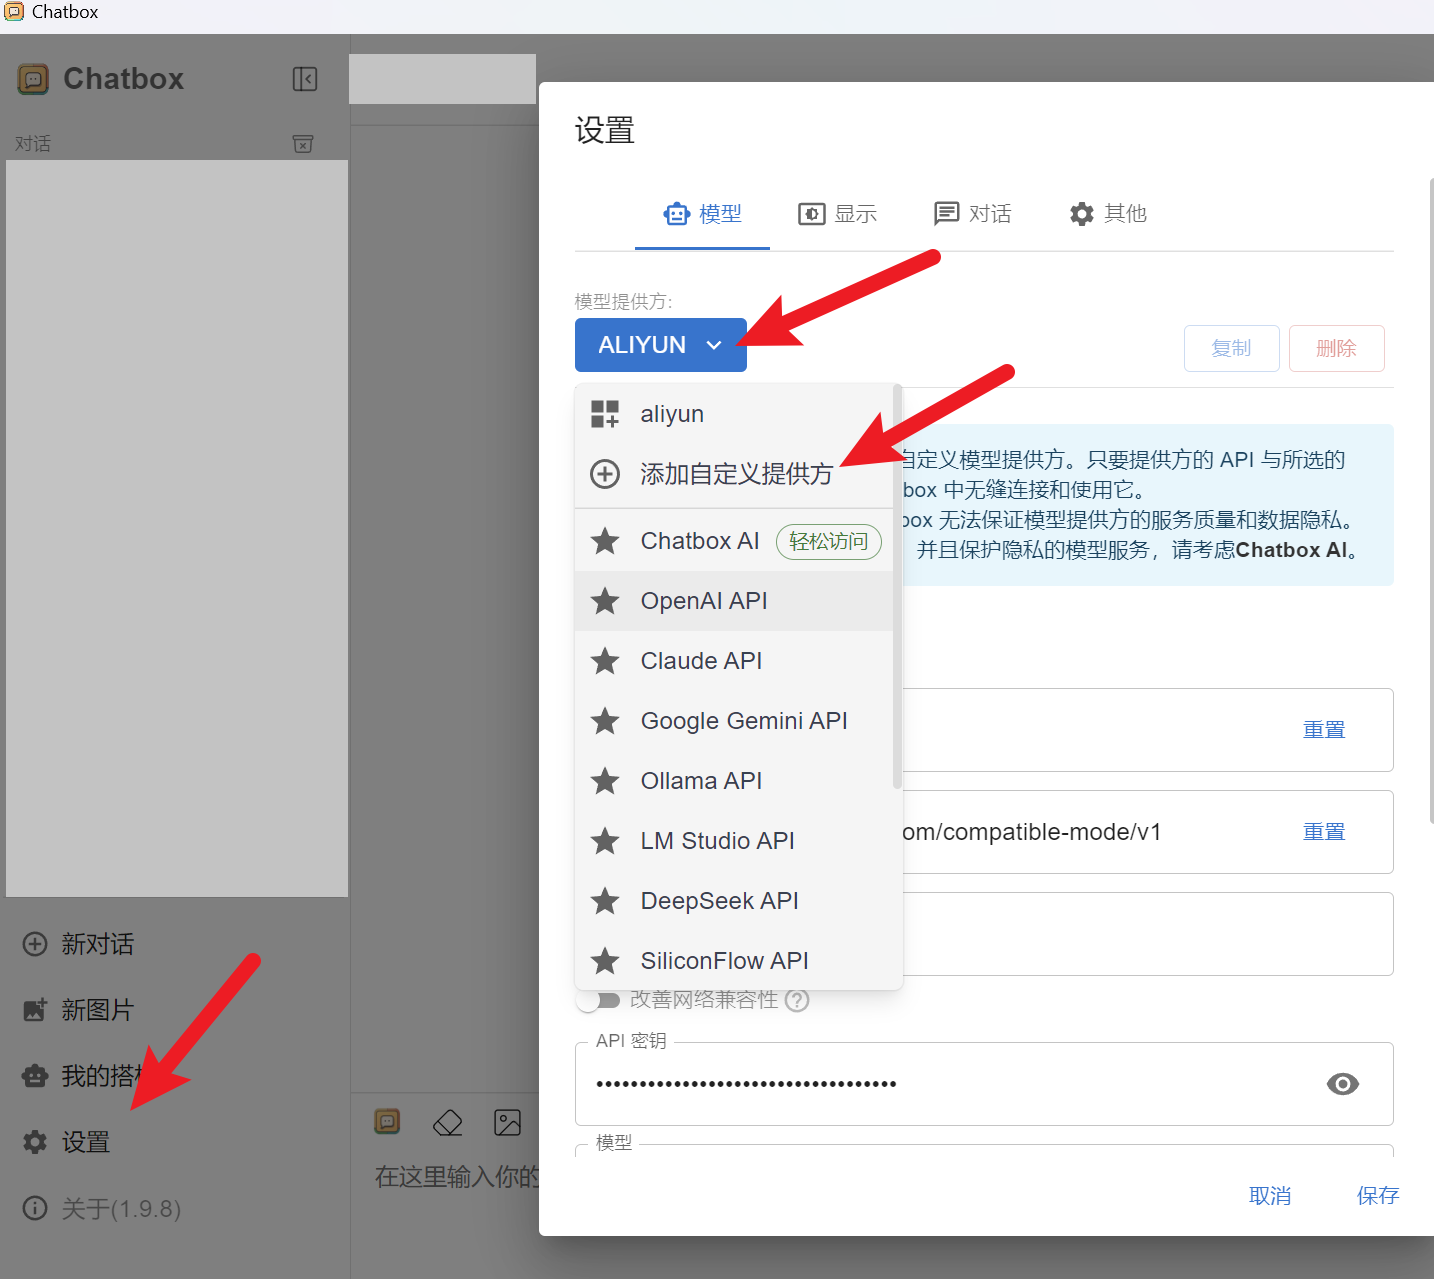 Chatbox
Chatbox
对话
设置
模型
显示
对话
其他
模型提供方:
ALIYUN
复制
删除
aliyun
添加自定义提供方
Chatbox AI
轻松访问
OpenAI API
Claude API
Google Gemini API
Ollama API
LM Studio API
DeepSeek API
SiliconFlow API
自定义模型提供方。只要提供方的 API 与所选的
box 中无缝连接和使用它。
box 无法保证模型提供方的服务质量和数据隐私。
并且保护隐私的模型服务，请考虑Chatbox AI。
重置
om/compatible-mode/v1
重置
改善网络兼容性
API 密钥
••••••••••••••••••••••••••••••••••
模型
取消
保存
新对话
新图片
我的搭
设置
关于(1.9.8)
在这里输入你的